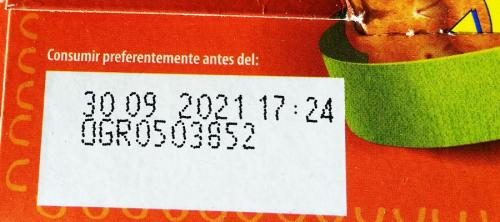 Consumir preferentemente antes del:
30 09 2021 17:24
0GR0503852